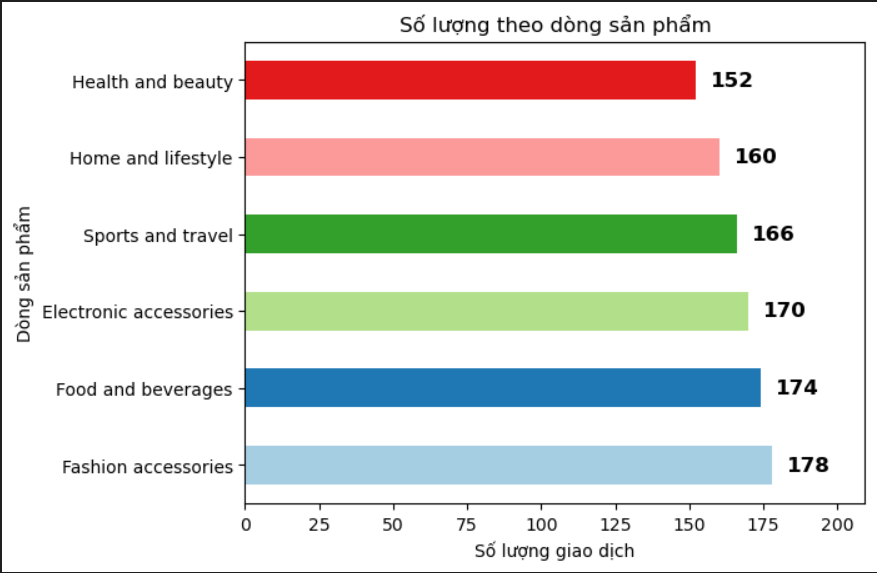 Số lượng theo dòng sản phẩm
Health and beauty
152
Home and lifestyle
160
Sports and travel
166
Electronic accessories
170
Food and beverages
174
Fashion accessories
178
Dòng sản phẩm
0 25 50 75 100 125 150 175 200
Số lượng giao dịch